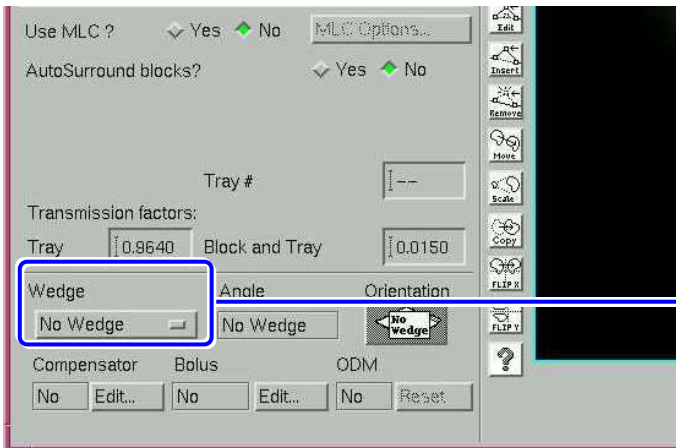 Use MLC ? Yes No MLC Options...
AutoSurround blocks? Yes No
Tray # --
Transmission factors:
Tray 0.9640 Block and Tray 0.0150
Wedge Angle Orientation
No Wedge No Wedge No Wedge
Compensator Bolus ODM
No Edit... No Edit... No Reset
Edit
Insert
Remove
Move
Scale
Copy
FLIP X
FLIP Y
?